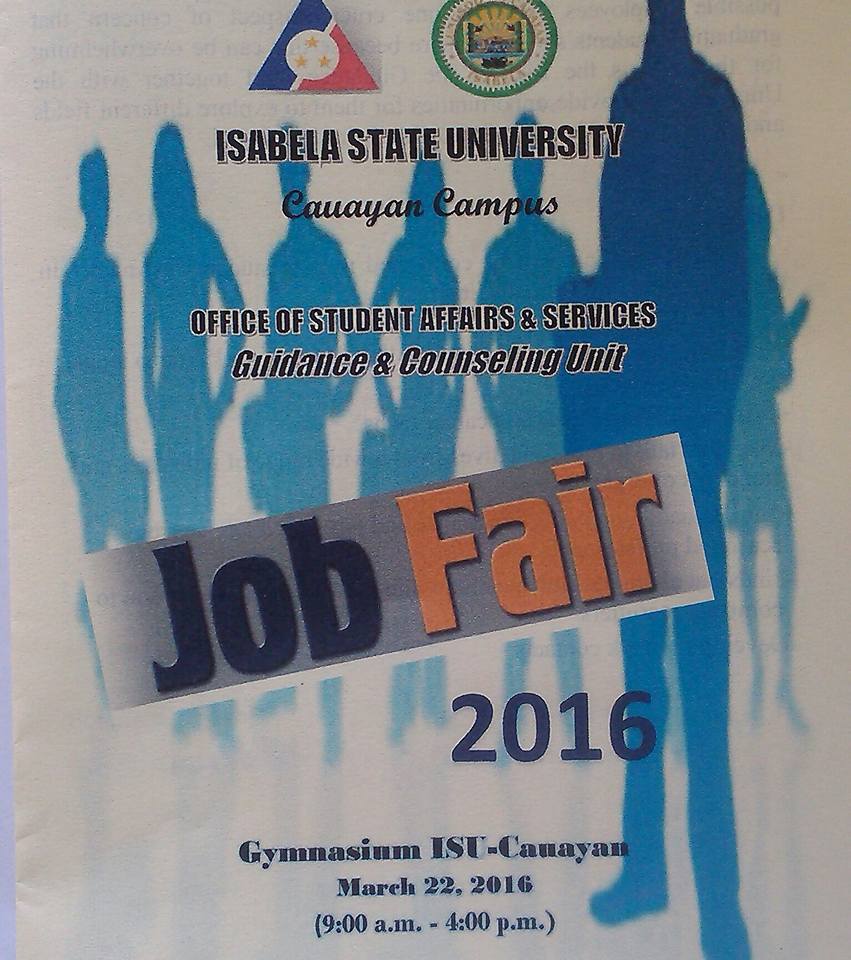 ISABELA
ISABELA STATE UNIVERSITY
Cauayan Campus
OFFICE OF STUDENT AFFAIRS & SERVICES
Guidance & Counseling Unit
Job Fair
2016
Gymnasium ISU-Cauayan
March 22, 2016
(9:00 a.m. - 4:00 p.m.)